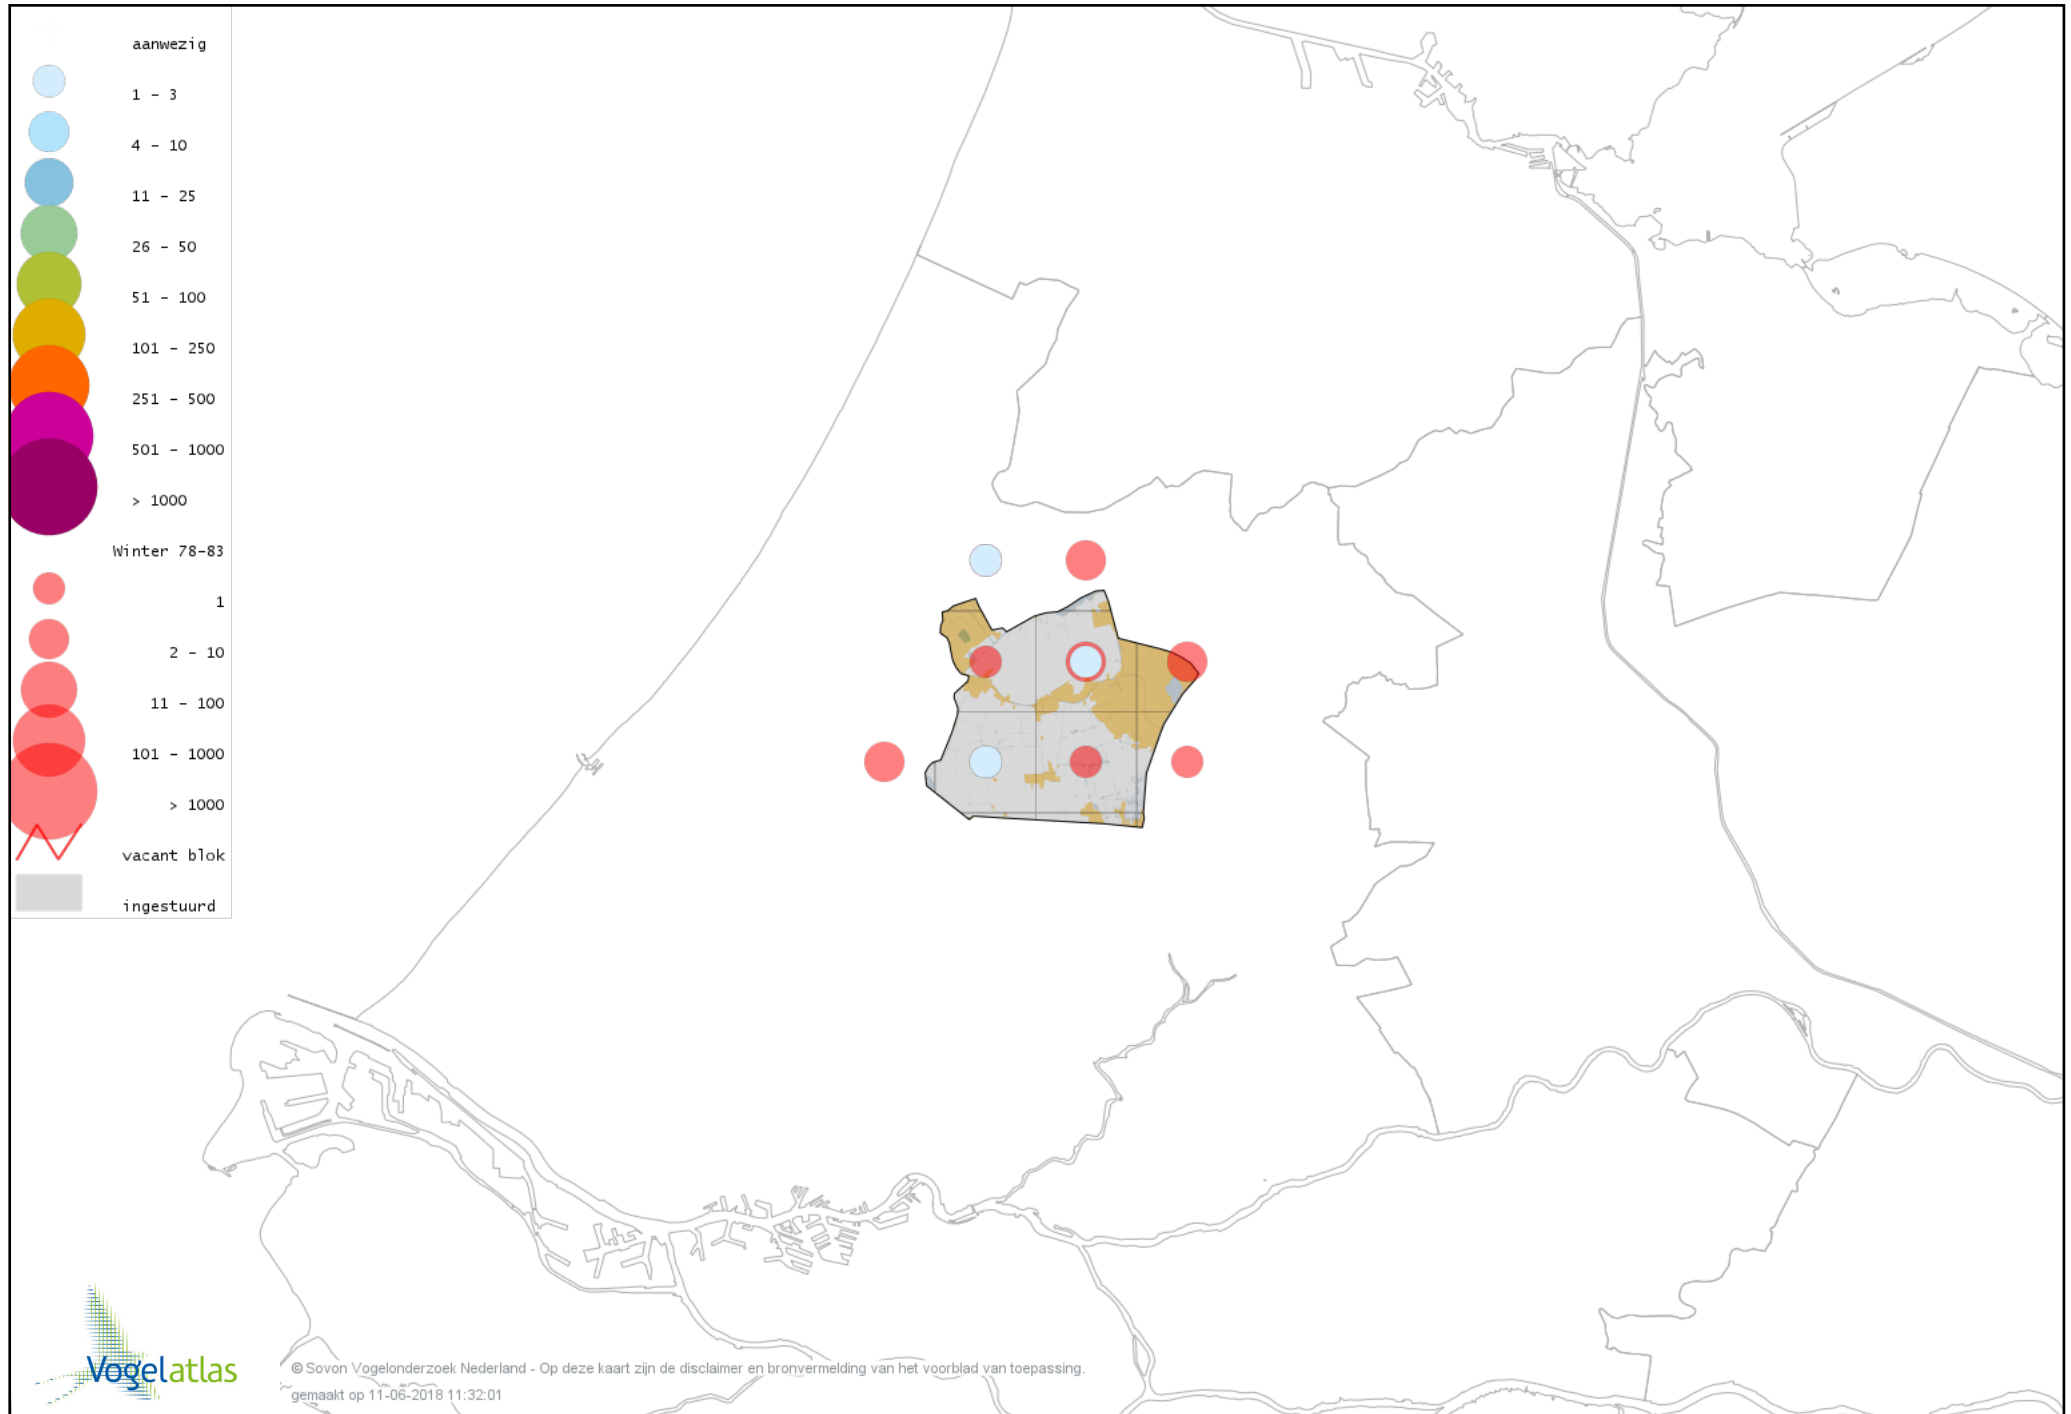 aanwezig
1 - 3
4 - 10
11 - 25
26 - 50
51 - 100
101 - 250
251 - 500
501 - 1000
> 1000
Winter 78-83
1
2 - 10
11 - 100
101 - 1000
> 1000
vacant blok
ingestuurd
Vogelatlas
© Sovon Vogelonderzoek Nederland - Op deze kaart zijn de disclaimer en bronvermelding van het voorblad van toepassing.
gemaakt op 11-06-2018 11:32:01